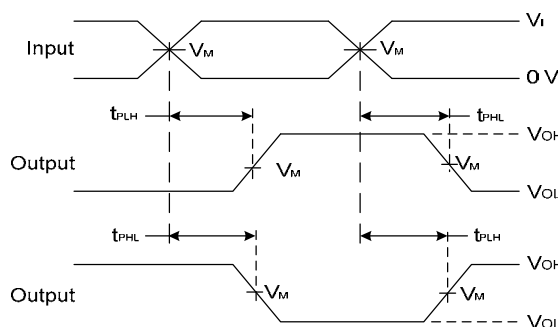 VI
Input VM VM
0 V
tPLH tPHL
VOH
Output VM VM
VOL
tPHL tPLH
VOH
Output VM VM
VOL